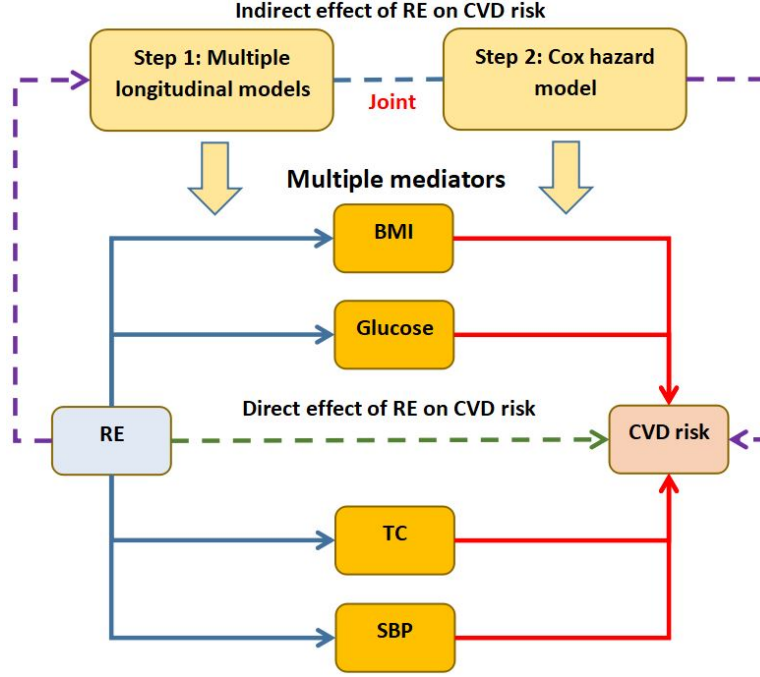 Indirect effect of RE on CVD risk
Step 1: Multiple
longitudinal models
Joint
Step 2: Cox hazard
model
Multiple mediators
BMI
Glucose
Direct effect of RE on CVD risk
RE
CVD risk
TC
SBP